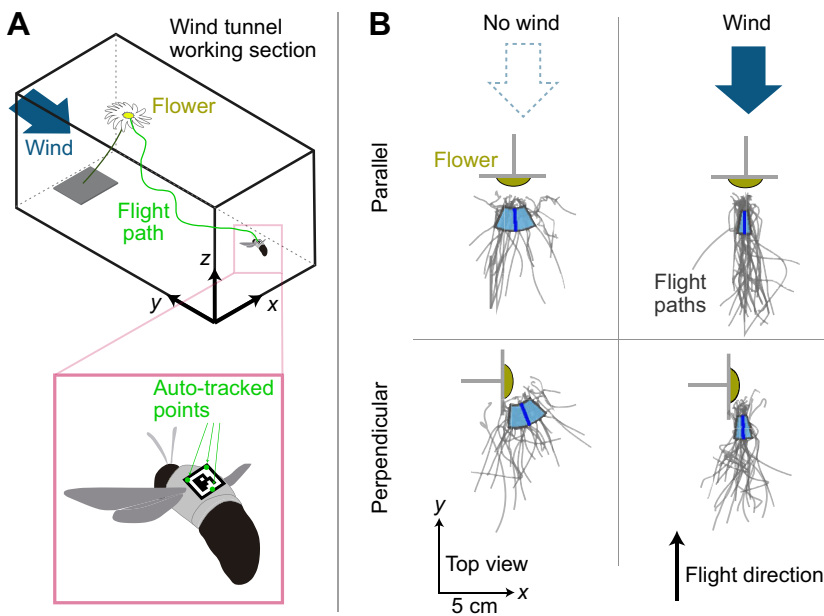 A
Wind tunnel
working section
Flower
Wind
Flight
path
z
y
x
Auto-tracked
points
B
No wind
Wind
Parallel
Flower
Flight
paths
Perpendicular
y
Top view
x
5 cm
Flight direction